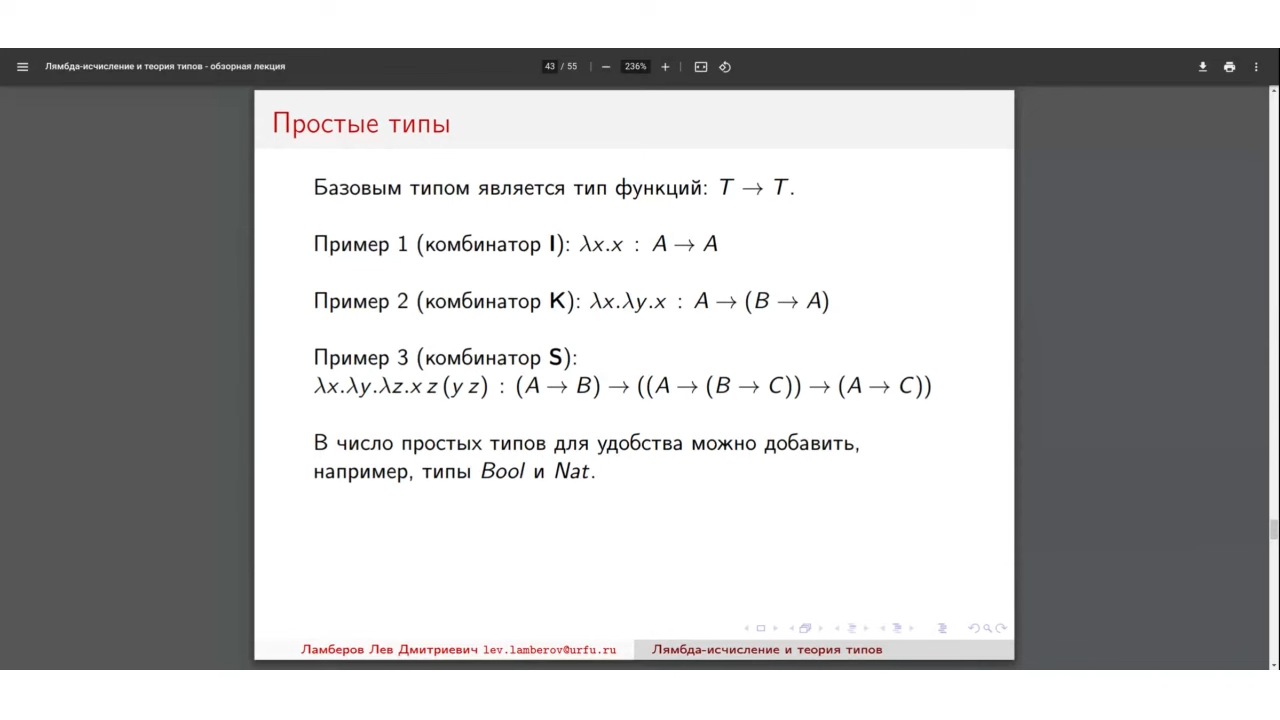 Лямбда-исчисление и теория типов - обзорная лекция
43 / 55
236%
Простые типы
Базовым типом является тип функций: T → T.
Пример 1 (комбинатор I): λx.x : A → A
Пример 2 (комбинатор K): λx.λy.x : A → (B → A)
Пример 3 (комбинатор S):
λx.λy.λz.x z (y z) : (A → B) → ((A → (B → C)) → (A → C))
В число простых типов для удобства можно добавить,
например, типы Bool и Nat.
Ламберов Лев Дмитриевич lev.lamberov@urfu.ru
Лямбда-исчисление и теория типов